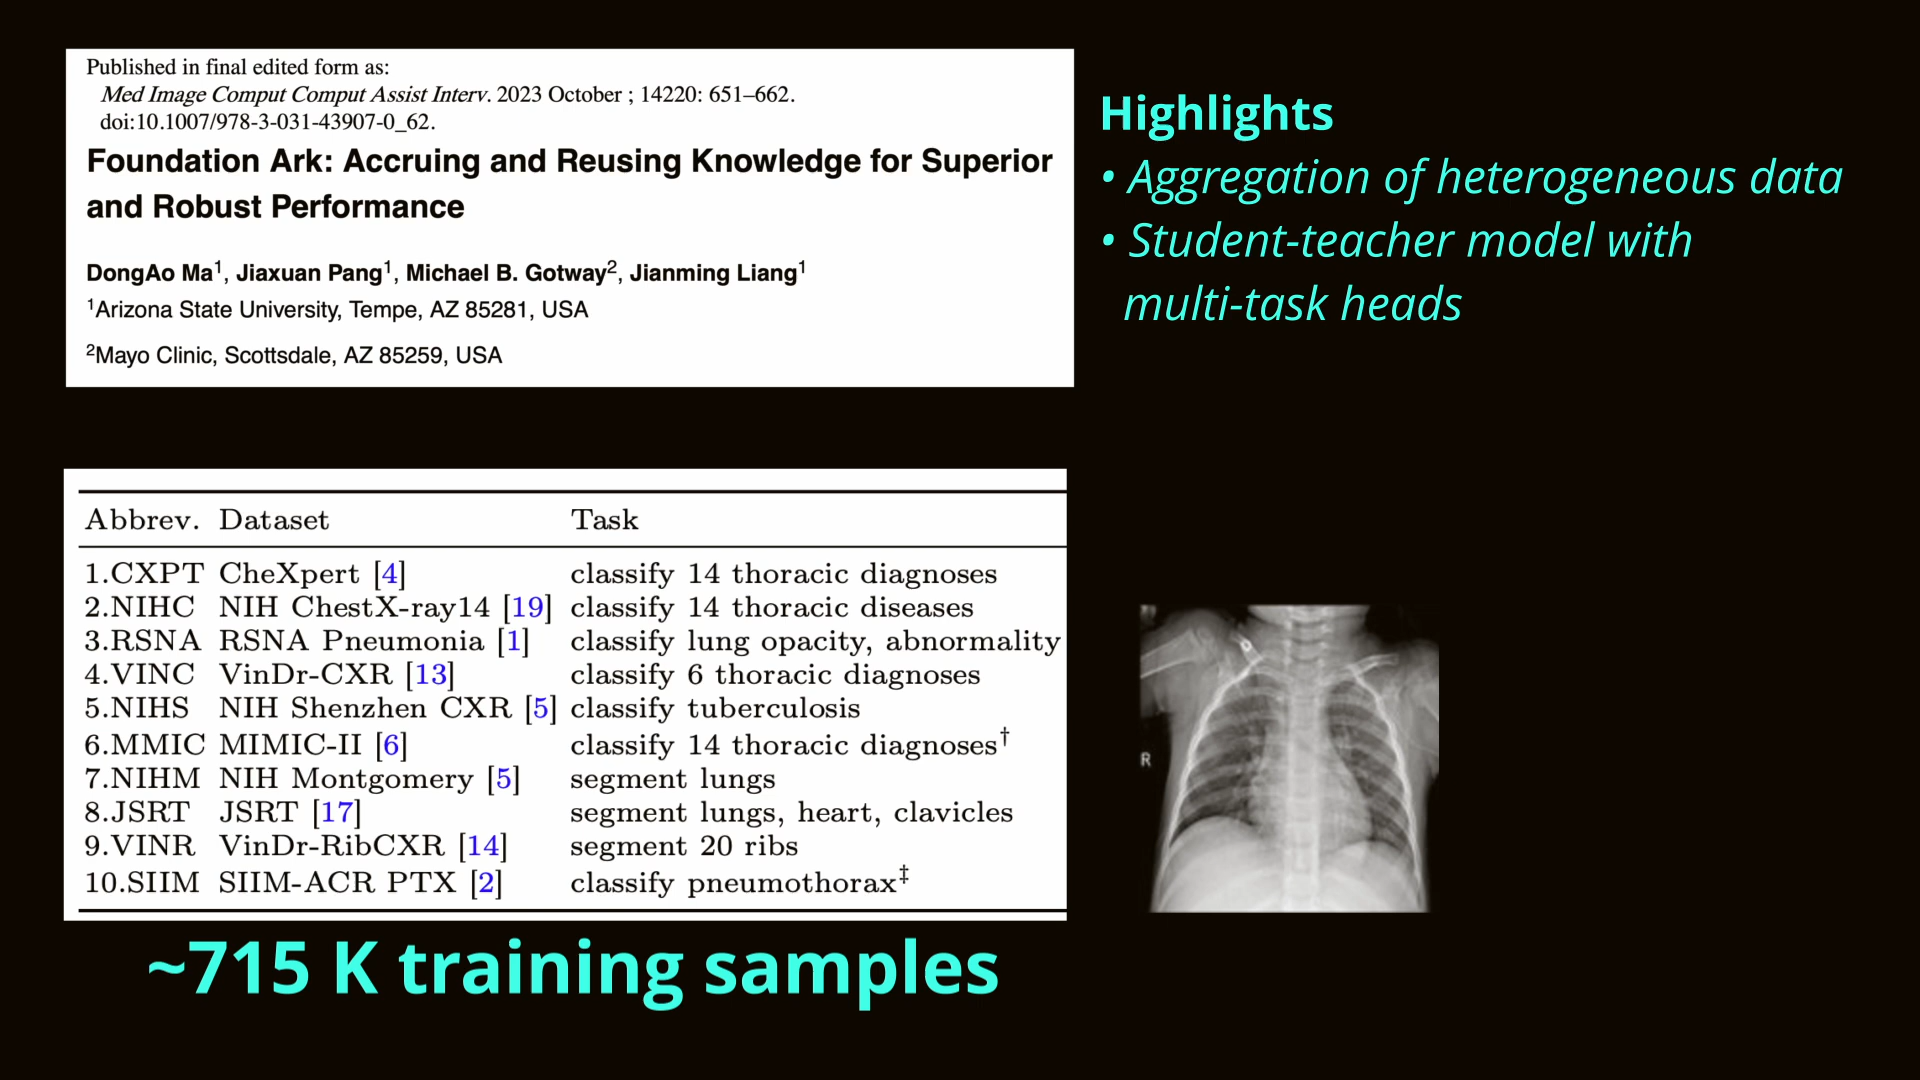 Published in final edited form as:
Med Image Comput Comput Assist Interv. 2023 October ; 14220: 651–662.
doi:10.1007/978-3-031-43907-0_62.
Foundation Ark: Accruing and Reusing Knowledge for Superior
and Robust Performance
DongAo Ma1, Jiaxuan Pang1, Michael B. Gotway2, Jianming Liang1
1Arizona State University, Tempe, AZ 85281, USA
2Mayo Clinic, Scottsdale, AZ 85259, USA
Highlights
• Aggregation of heterogeneous data
• Student-teacher model with
multi-task heads
Abbrev. Dataset Task
1.CXPT CheXpert [4] classify 14 thoracic diagnoses
2.NIHC NIH ChestX-ray14 [19] classify 14 thoracic diseases
3.RSNA RSNA Pneumonia [1] classify lung opacity, abnormality
4.VINC VinDr-CXR [13] classify 6 thoracic diagnoses
5.NIHS NIH Shenzhen CXR [5] classify tuberculosis
6.MMIC MIMIC-II [6] classify 14 thoracic diagnoses†
7.NIHM NIH Montgomery [5] segment lungs
8.JSRT JSRT [17] segment lungs, heart, clavicles
9.VINR VinDr-RibCXR [14] segment 20 ribs
10.SIIM SIIM-ACR PTX [2] classify pneumothorax‡
~715 K training samples
R